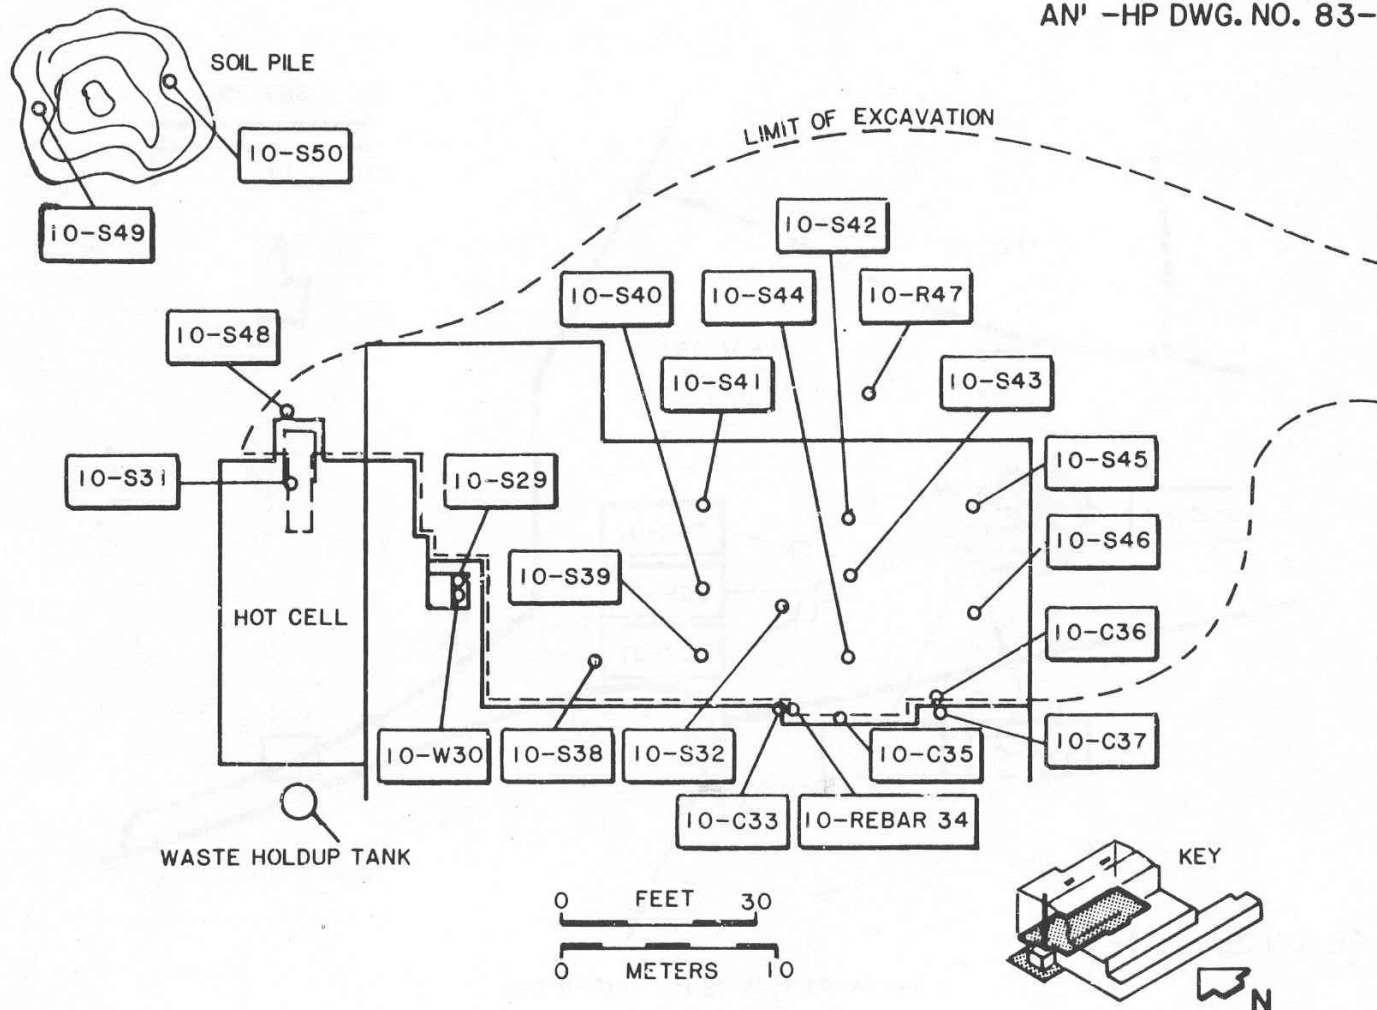 AN' -HP DWG. NO. 83-
SOIL PILE
10-S50
10-S49
LIMIT OF EXCAVATION
10-S42
10-S40
10-S44
10-R47
10-S48
10-S41
10-S43
10-S31
10-S29
10-S45
10-S46
10-S39
HOT CELL
10-C36
10-W30
10-S38
10-S32
10-C35
10-C37
10-C33
10-REBAR 34
WASTE HOLDUP TANK
KEY
0 FEET 30
0 METERS 10
N